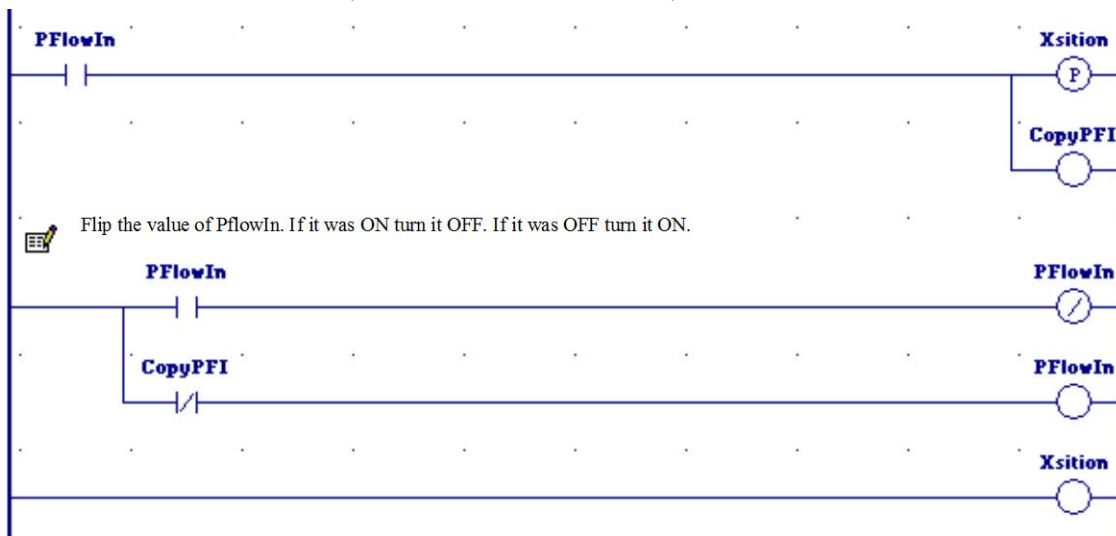 PFlowIn
Xsition
P
CopyPFI
Flip the value of PflowIn. If it was ON turn it OFF. If it was OFF turn it ON.
PFlowIn
PFlowIn
CopyPFI
PFlowIn
Xsition